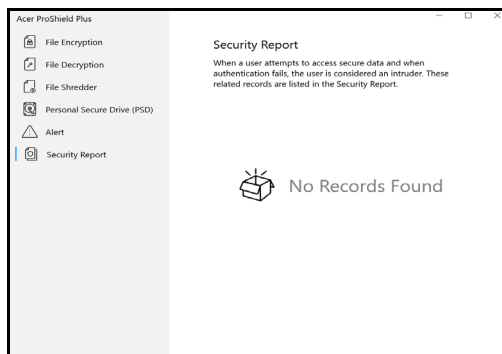 Acer ProShield Plus
File Encryption
File Decryption
File Shredder
Personal Secure Drive (PSD)
Alert
Security Report
Security Report
When a user attempts to access secure data and when
authentication fails, the user is considered an intruder. These
related records are listed in the Security Report.
No Records Found